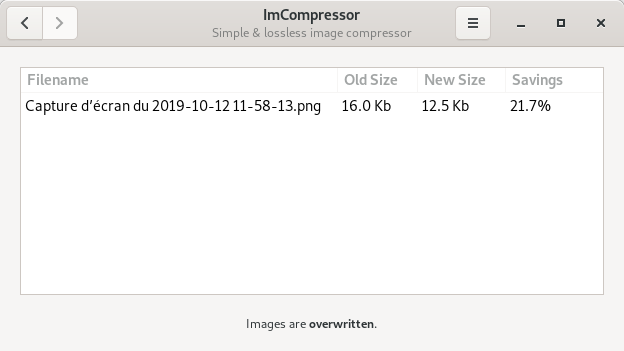 ImCompressor
Simple & lossless image compressor
Filename Old Size New Size Savings
Capture d’écran du 2019-10-12 11-58-13.png 16.0 Kb 12.5 Kb 21.7%
Images are overwritten.